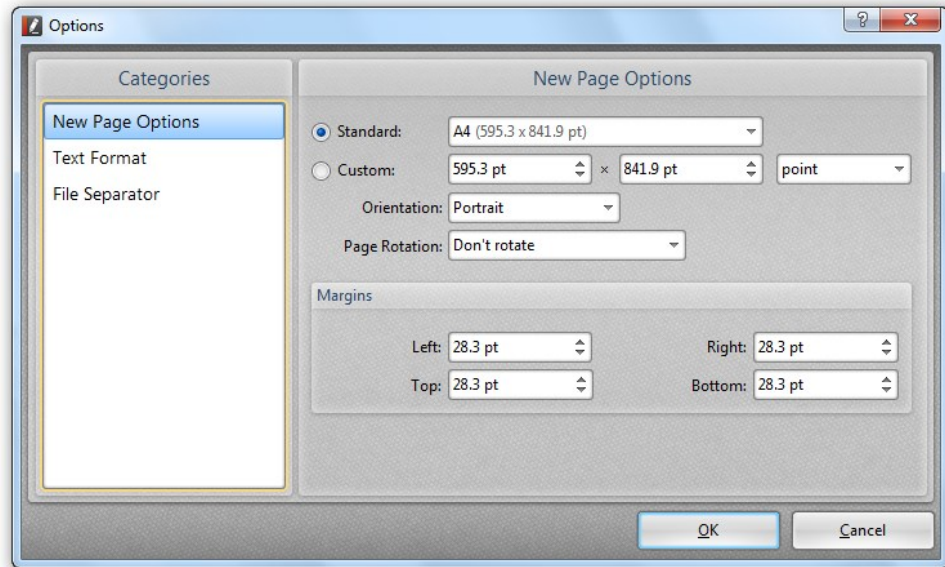 Options
Categories
New Page Options
Text Format
File Separator
New Page Options
Standard: A4 (595.3 x 841.9 pt)
Custom: 595.3 pt × 841.9 pt point
Orientation: Portrait
Page Rotation: Don't rotate
Margins
Left: 28.3 pt Right: 28.3 pt
Top: 28.3 pt Bottom: 28.3 pt
OK Cancel